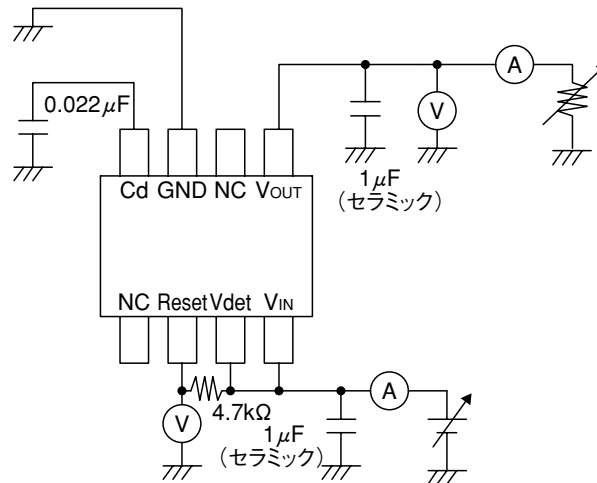 0.022μF
A
V
1μF
（セラミック）
Cd GND NC VOUT
NC Reset Vdet VIN
4.7kΩ
A
V
1μF
（セラミック）